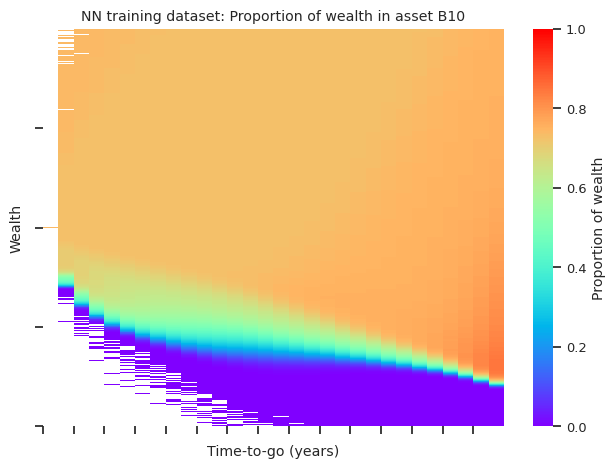 NN training dataset: Proportion of wealth in asset B10
Wealth
Time-to-go (years)
1.0
0.8
0.6
0.4
0.2
0.0
Proportion of wealth